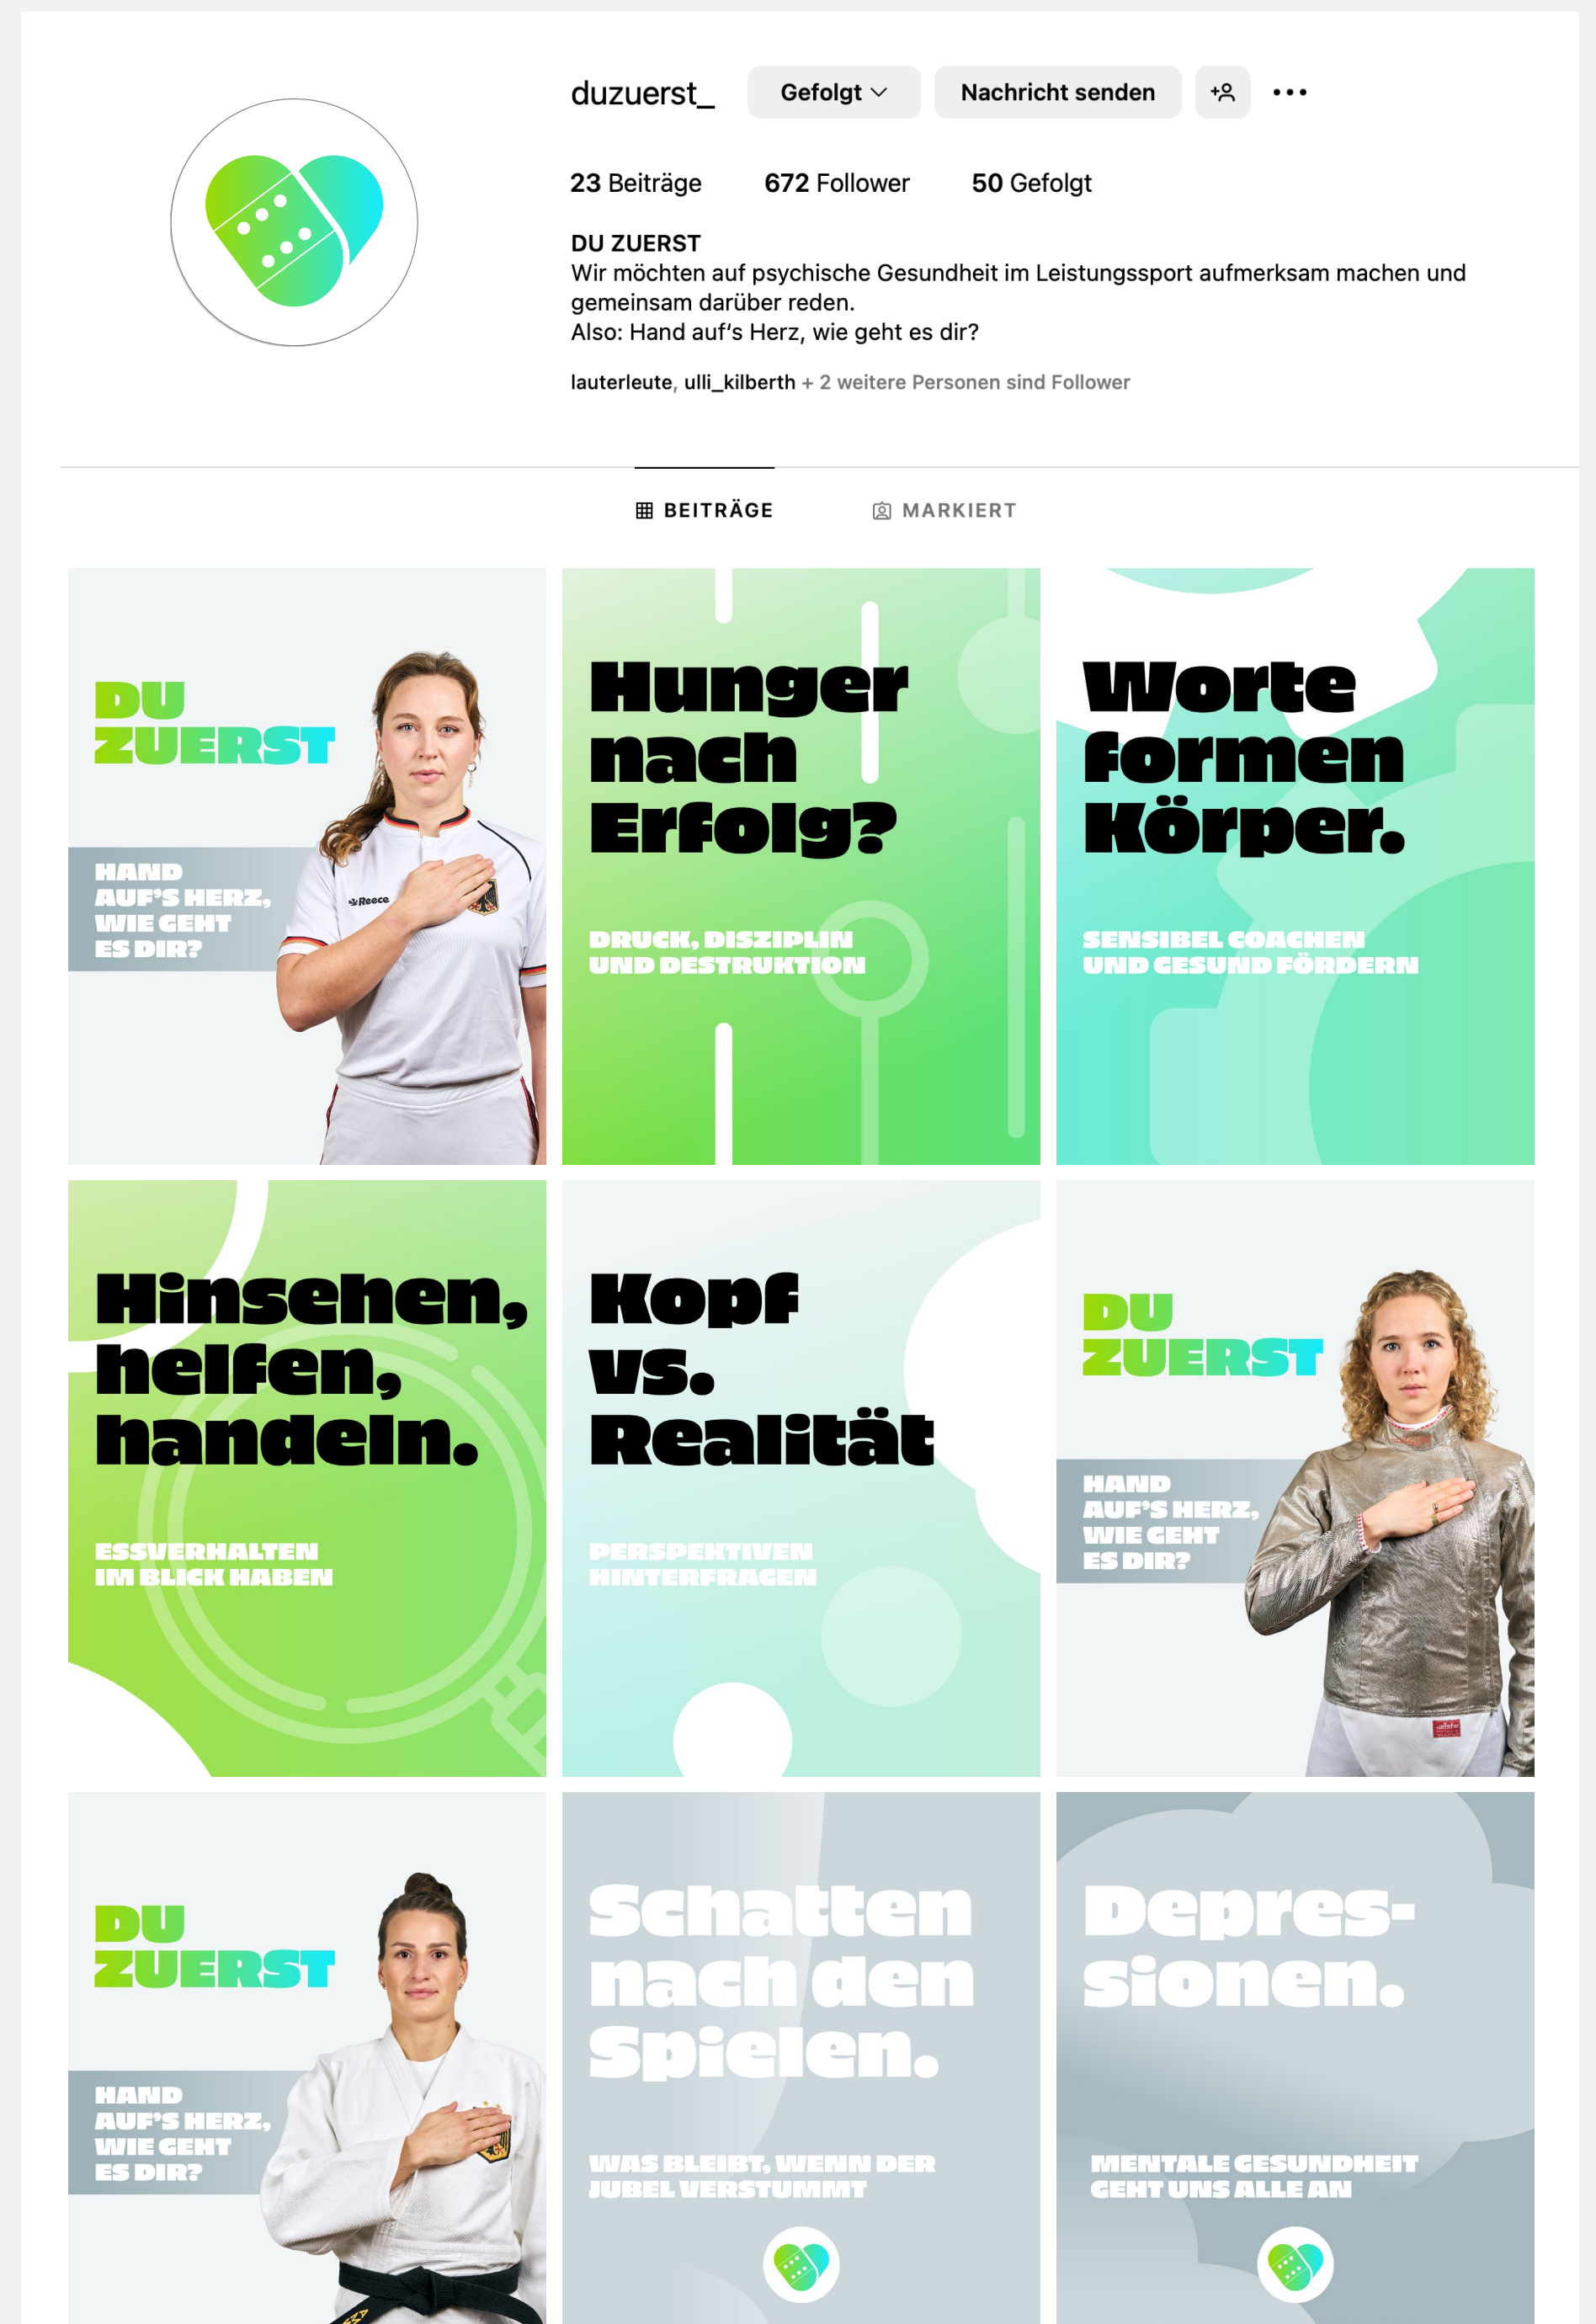 duzuerst_
Gefolgt
Nachricht senden
23 Beiträge 672 Follower 50 Gefolgt
DU ZUERST
Wir möchten auf psychische Gesundheit im Leistungssport aufmerksam machen und
gemeinsam darüber reden.
Also: Hand auf‘s Herz, wie geht es dir?
lauterleute, ulli_kilberth + 2 weitere Personen sind Follower
BEITRÄGE
MARKIERT
DU
ZUERST
HAND
AUF'S HERZ,
WIE GEHT
ES DIR?
Reece
Hunger
nach
Erfolg?
DRUCK, DISZIPLIN
UND DESTRUKTION
Worte
formen
Körper.
SENSIBEL COACHEN
UND GESUND FÖRDERN
Hinsehen,
helfen,
handeln.
ESSVERHALTEN
IM BLICK HABEN
Kopf
vs.
Realität
PERSPEKTIVEN
HINTERFRAGEN
DU
ZUERST
HAND
AUF'S HERZ,
WIE GEHT
ES DIR?
allstar
DU
ZUERST
HAND
AUF'S HERZ,
WIE GEHT
ES DIR?
Schatten
nach den
Spielen.
WAS BLEIBT, WENN DER
JUBEL VERSTUMMT
Depres-
sionen.
MENTALE GESUNDHEIT
GEHT UNS ALLE AN